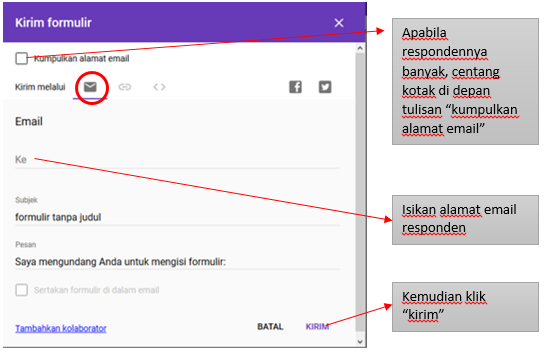 Kirim formulir
Kumpulkan alamat email
Kirim melalui
Email
Ke
Subjek
formulir tanpa judul
Pesan
Saya mengundang Anda untuk mengisi formulir:
Sertakan formulir di dalam email
Tambahkan kolaborator
BATAL
KIRIM
Apabila
respondennya
banyak, centang
kotak di depan
tulisan “kumpulkan
alamat email”
Isikan alamat email
responden
Kemudian klik
“kirim”